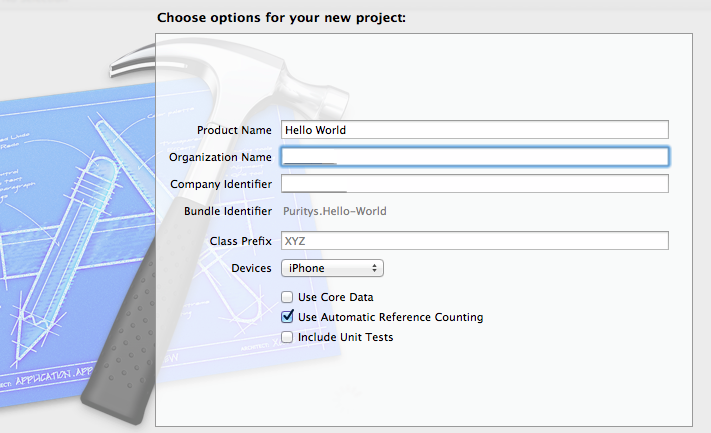 Choose options for your new project:
Product Name Hello World
Organization Name
Company Identifier
Bundle Identifier Puritys.Hello-World
Class Prefix XYZ
Devices iPhone
Use Core Data
Use Automatic Reference Counting
Include Unit Tests
APPLICATION.APP